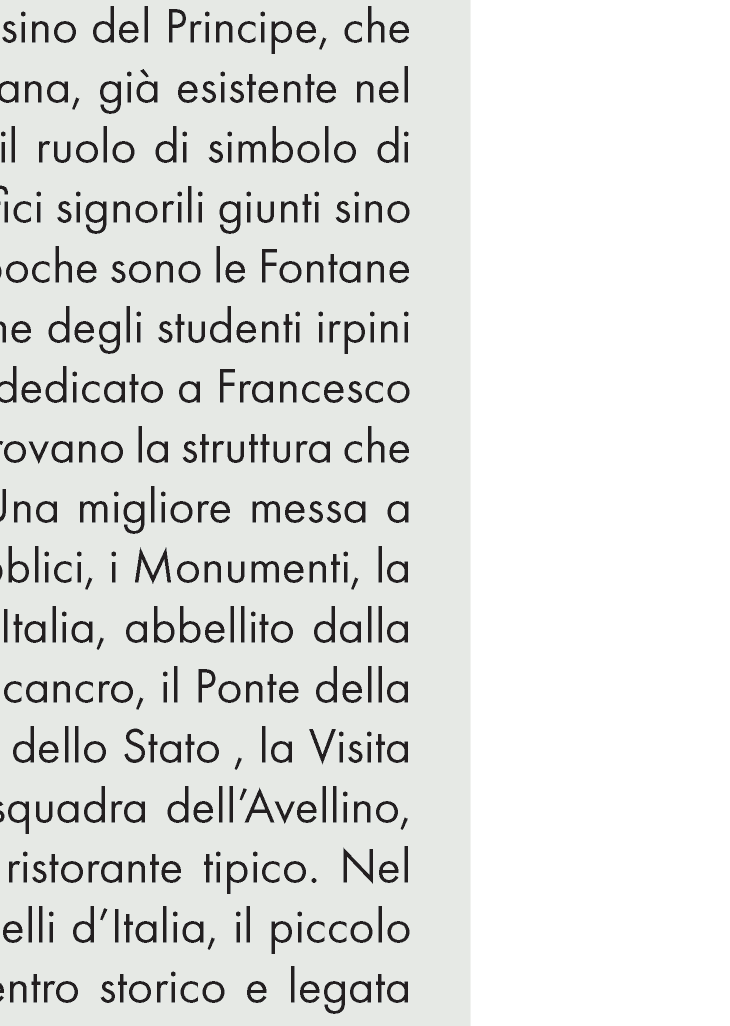 sino del Principe, che
ana, già esistente nel
il ruolo di simbolo di
fici signorili giunti sino
poche sono le Fontane
ne degli studenti irpini
dedicato a Francesco
rovano la struttura che
Una migliore messa a
bblici, i Monumenti, la
Italia, abbellito dalla
cancro, il Ponte della
dello Stato , la Visita
squadra dell’Avellino,
ristorante tipico. Nel
elli d’Italia, il piccolo
entro storico e legata